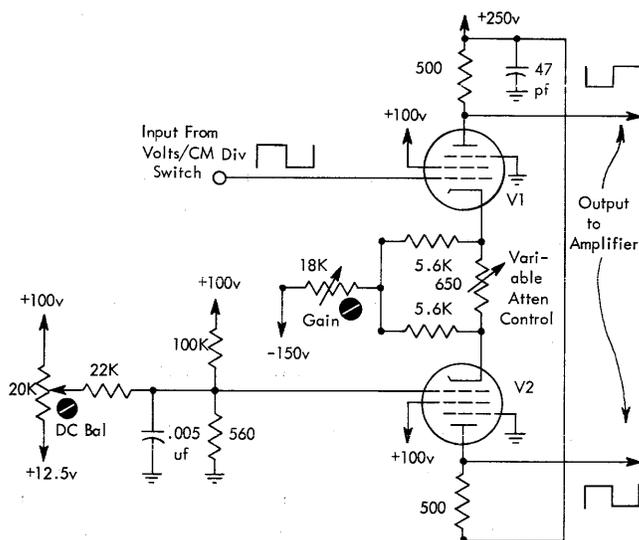 +250v
500
47
pf
+100v
Input From
Volts/CM Div
Switch
V1
Output
to
Amplifier
18K
5.6K
650
Vari-
able
Atten
Control
Gain
5.6K
-150v
+100v
+100v
100K
22K
20K
DC Bal
.005
uf
560
+12.5v
V2
+100v
500